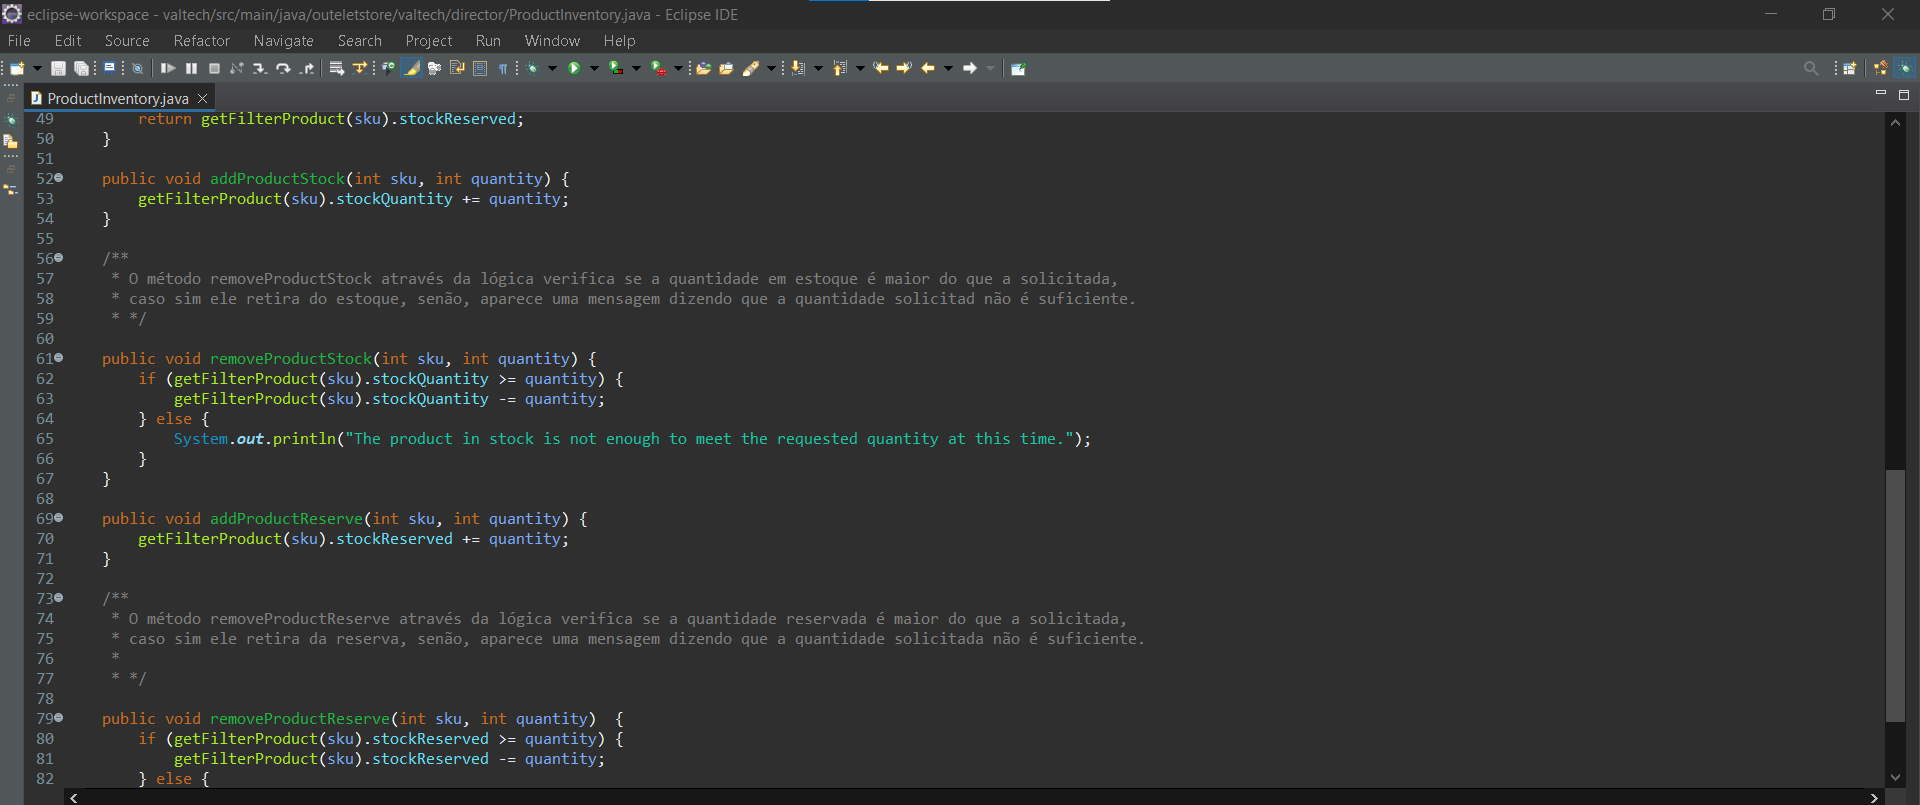 eclipse-workspace - valtech/src/main/java/outeletstore/valtech/director/ProductInventory.java - Eclipse IDE
File Edit Source Refactor Navigate Search Project Run Window Help
ProductInventory.java
49 return getFilterProduct(sku).stockReserved;
50 }
51
52 public void addProductStock(int sku, int quantity) {
53 getFilterProduct(sku).stockQuantity += quantity;
54 }
55
56 /**
57 * O método removeProductStock através da lógica verifica se a quantidade em estoque é maior do que a solicitada,
58 * caso sim ele retira do estoque, senão, aparece uma mensagem dizendo que a quantidade solicitad não é suficiente.
59 * */
60
61 public void removeProductStock(int sku, int quantity) {
62 if (getFilterProduct(sku).stockQuantity >= quantity) {
63 getFilterProduct(sku).stockQuantity -= quantity;
64 } else {
65 System.out.println("The product in stock is not enough to meet the requested quantity at this time.");
66 }
67 }
68
69 public void addProductReserve(int sku, int quantity) {
70 getFilterProduct(sku).stockReserved += quantity;
71 }
72
73 /**
74 * O método removeProductReserve através da lógica verifica se a quantidade reservada é maior do que a solicitada,
75 * caso sim ele retira da reserva, senão, aparece uma mensagem dizendo que a quantidade solicitada não é suficiente.
76 *
77 * */
78
79 public void removeProductReserve(int sku, int quantity)  {
80 if (getFilterProduct(sku).stockReserved >= quantity) {
81 getFilterProduct(sku).stockReserved -= quantity;
82 } else {